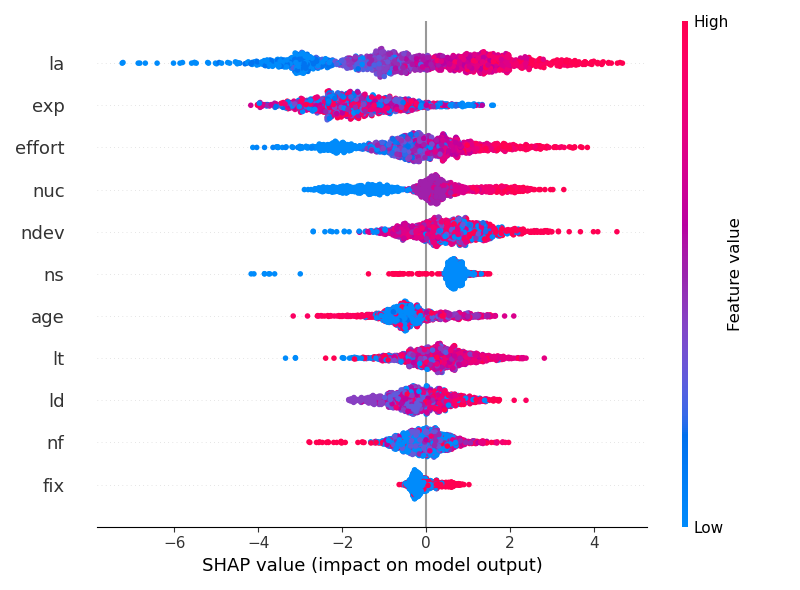 High
la
exp
effort
nuc
ndev
ns
age
lt
ld
nf
fix
Feature value
Low
−6 −4 −2 0 2 4
SHAP value (impact on model output)